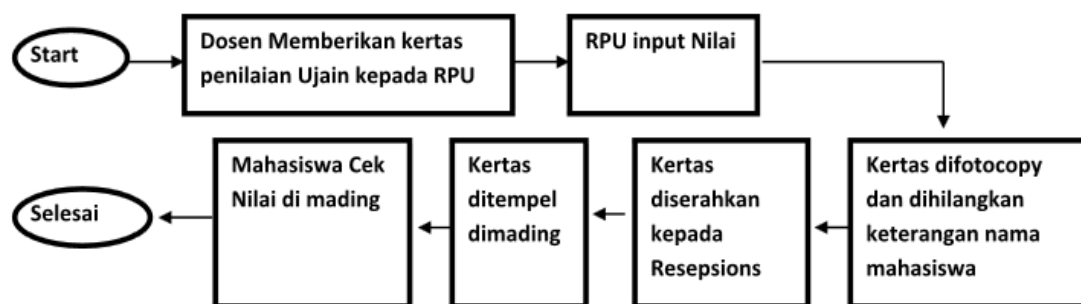 Start
Dosen Memberikan kertas
penilaian Ujain kepada RPU
RPU input Nilai
Kertas difotocopy
dan dihilangkan
keterangan nama
mahasiswa
Kertas
diserahkan
kepada
Resepsions
Kertas
ditempel
dimading
Mahasiswa Cek
Nilai di mading
Selesai